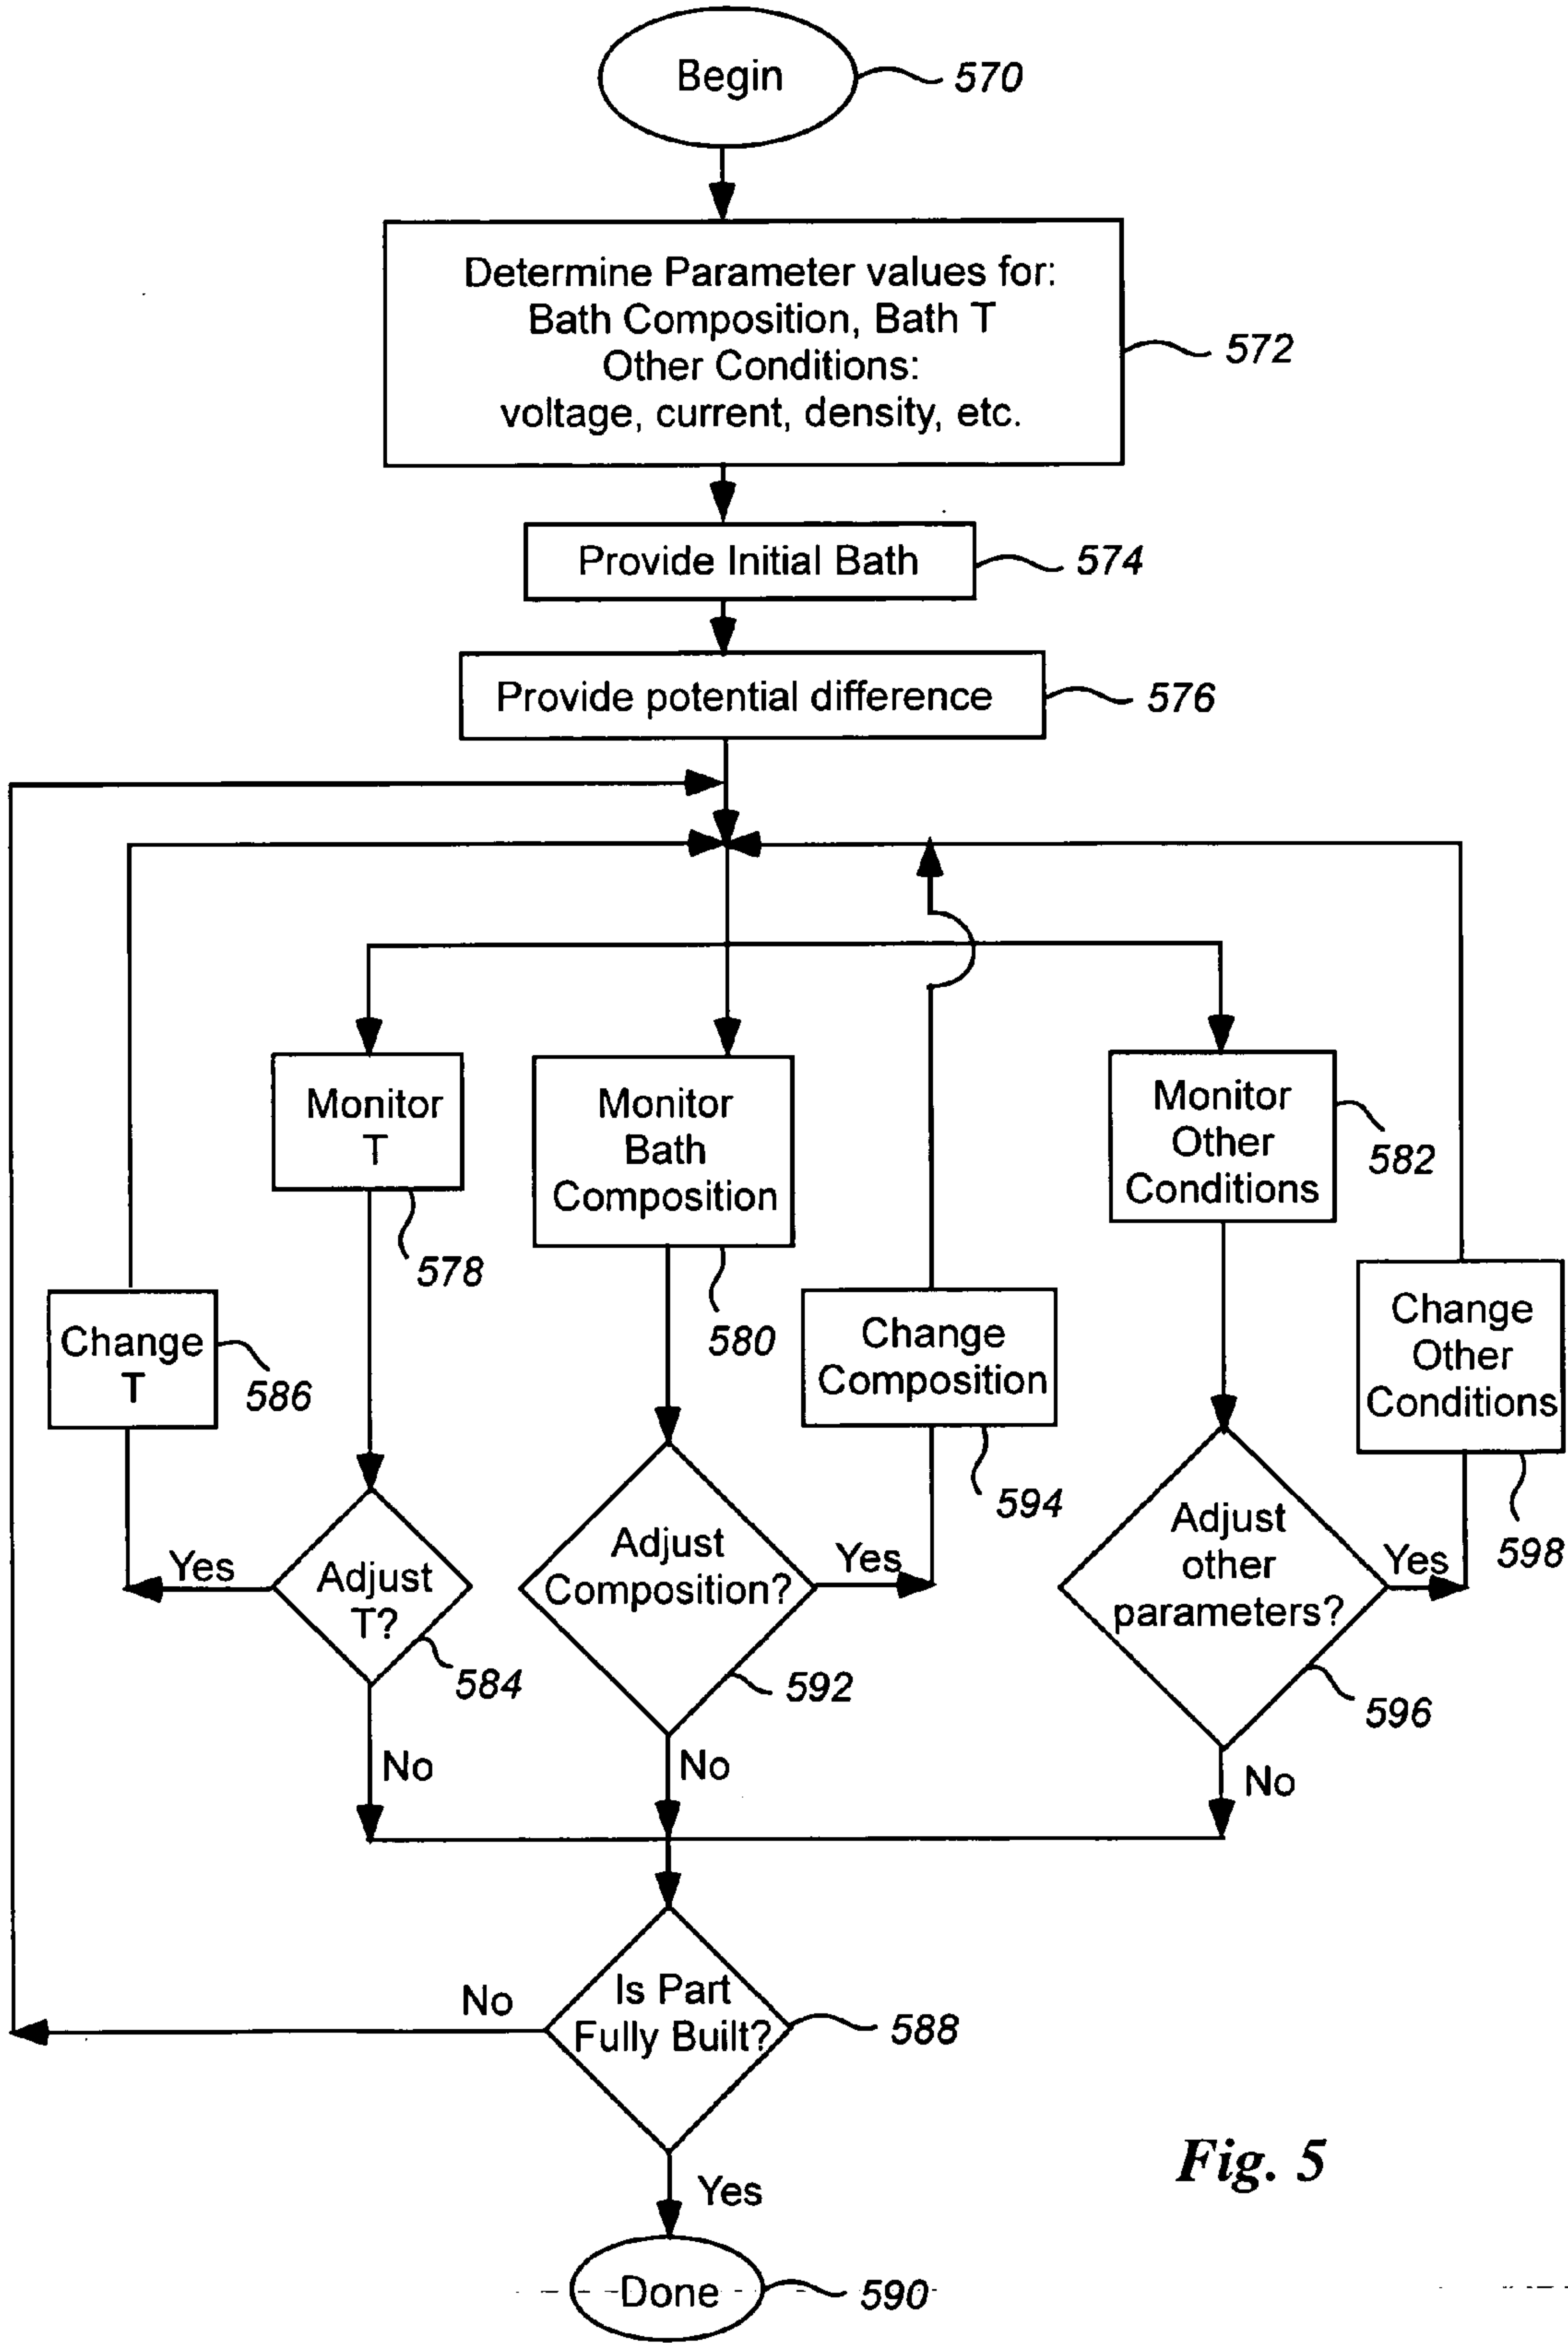 Begin
570
Determine Parameter values for:
Bath Composition, Bath T
Other Conditions:
voltage, current, density, etc.
572
Provide Initial Bath
574
Provide potential difference
576
Monitor
T
578
Monitor
Bath
Composition
580
Monitor
Other
Conditions
582
Change
T
586
Change
Composition
594
Change
Other
Conditions
598
Adjust
T?
584
Yes
No
Adjust
Composition?
592
Yes
No
Adjust
other
parameters?
596
Yes
No
Is Part
Fully Built?
588
No
Yes
Done
590
Fig. 5